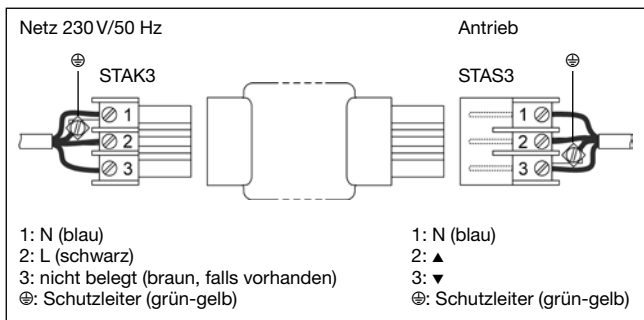 Netz 230 V/50 Hz
Antrieb
STAK3
STAS3
1
2
3
1
2
3
1: N (blau)
2: L (schwarz)
3: nicht belegt (braun, falls vorhanden)
⏚: Schutzleiter (grün-gelb)
1: N (blau)
2: ▲
3: ▼
⏚: Schutzleiter (grün-gelb)